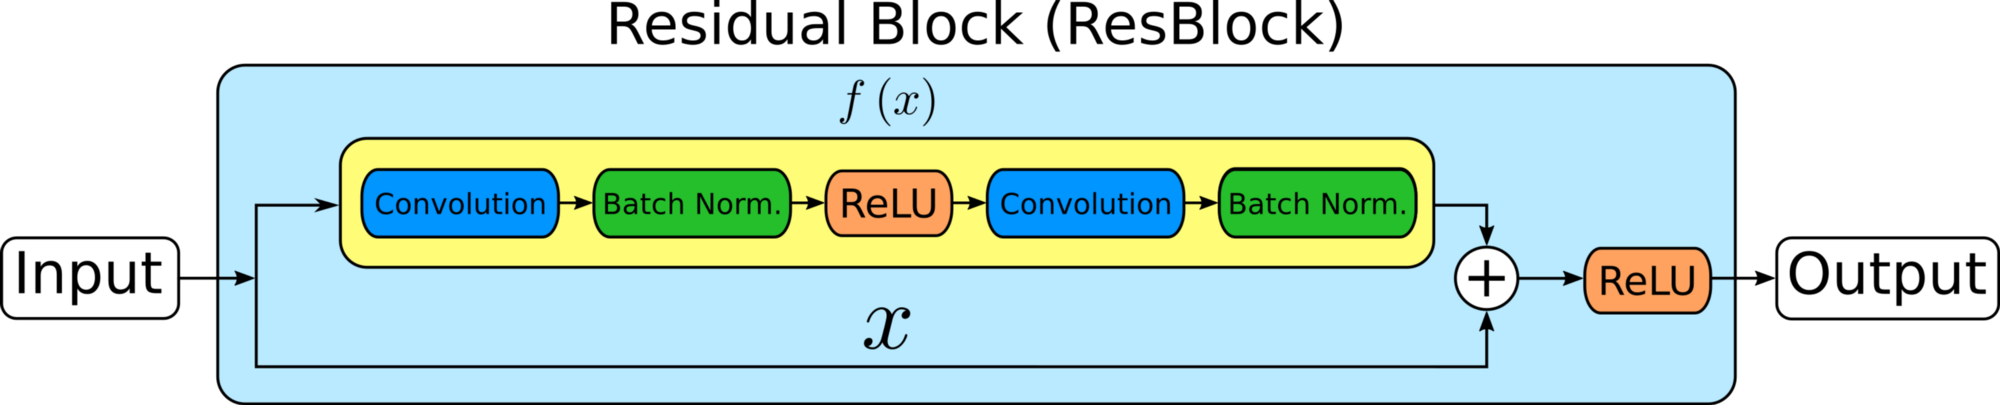 Residual Block (ResBlock)
f (x)
Convolution
Batch Norm.
ReLU
Convolution
Batch Norm.
Input
+
ReLU
Output
x